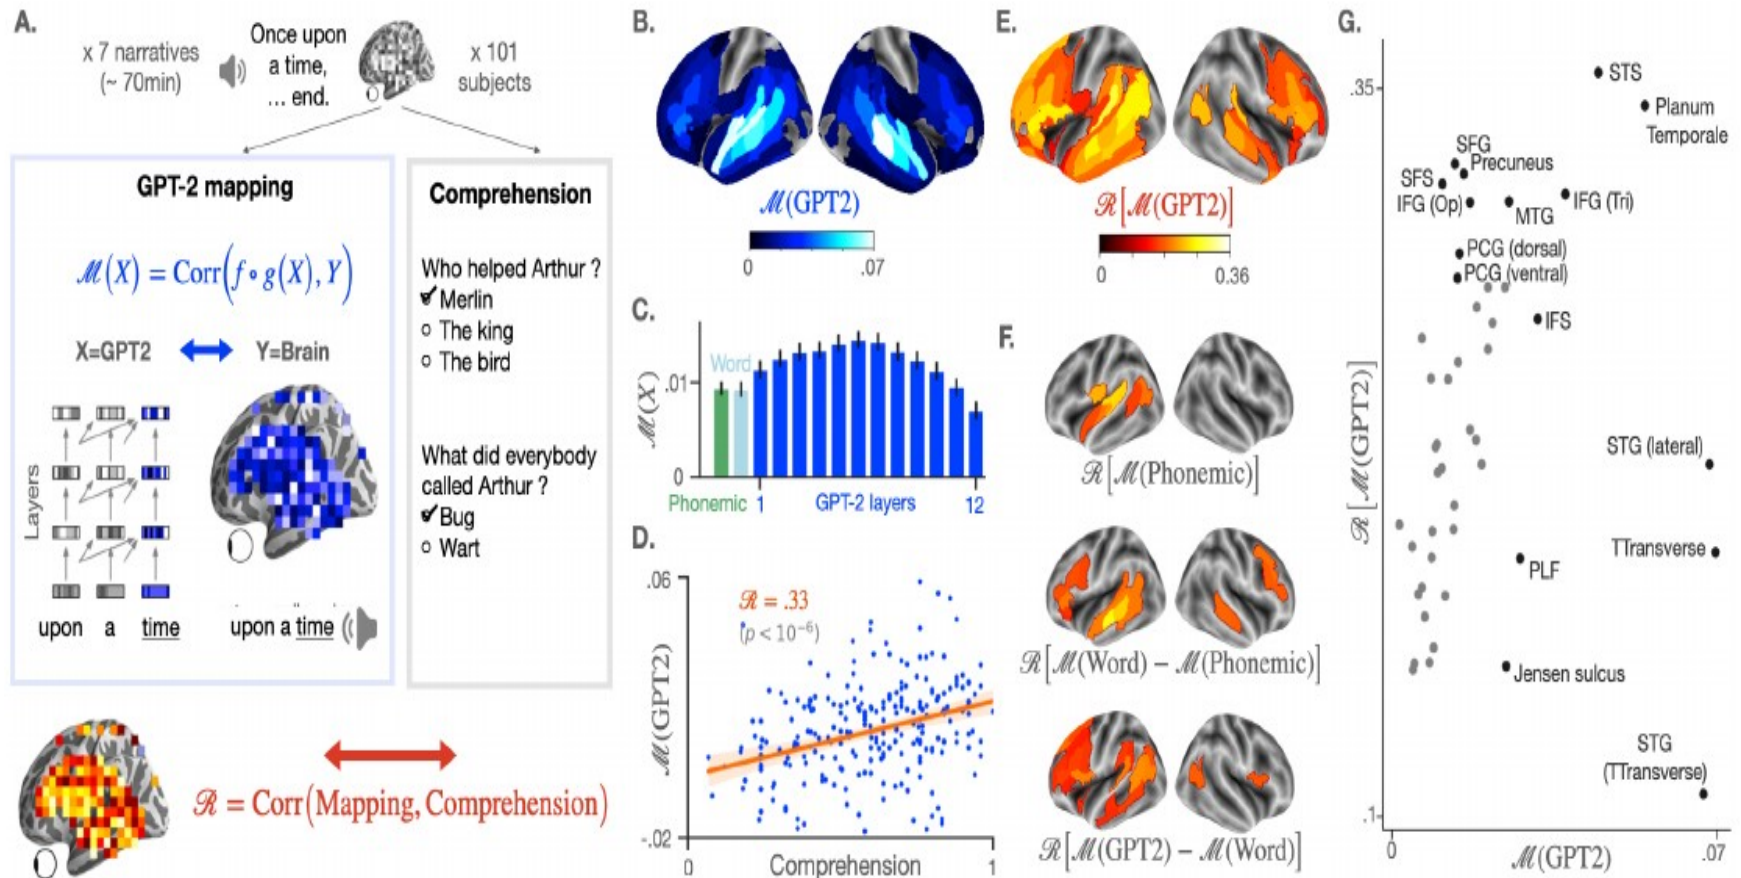 A.
x 7 narratives
(~ 70min)
Once upon
a time,
... end.
x 101
subjects
GPT-2 mapping
ℳ(X) = Corr(f∘g(X), Y)
X=GPT2
Y=Brain
Layers
upon a time
upon a time
Comprehension
Who helped Arthur ?
Merlin
The king
The bird
What did everybody
called Arthur ?
Bug
Wart
ℛ = Corr(Mapping, Comprehension)
B.
ℳ(GPT2)
0 .07
C.
ℳ(X)
.01
0
Word
Phonemic 1 GPT-2 layers 12
D.
ℳ(GPT2)
.06
-.02
ℛ = .33
(p < 10⁻⁶)
0 Comprehension 1
E.
ℛ[ℳ(GPT2)]
0 0.36
F.
ℛ[ℳ(Phonemic)]
ℛ[ℳ(Word) − ℳ(Phonemic)]
ℛ[ℳ(GPT2) − ℳ(Word)]
G.
ℛ[ℳ(GPT2)]
.35
.1
STS
Planum
Temporale
SFG
Precuneus
SFS
IFG (Op)
MTG
IFG (Tri)
PCG (dorsal)
PCG (ventral)
IFS
STG (lateral)
TTransverse
PLF
Jensen sulcus
STG
(TTransverse)
0 ℳ(GPT2) .07